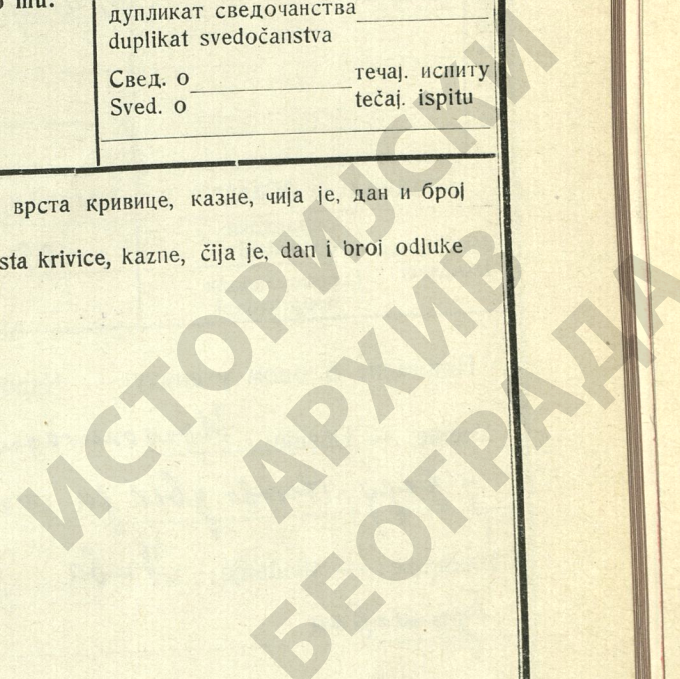 mu.
дупликат сведочанства
duplikat svedočanstva
Свед. о течај. испиту
Sved. o tečaj. ispitu
врста кривице, казне, чија је, дан и број
sta krivice, kazne, čija je, dan i broj odluke
ИСТОРИЈСКИ
АРХИВ
БЕОГРАДА